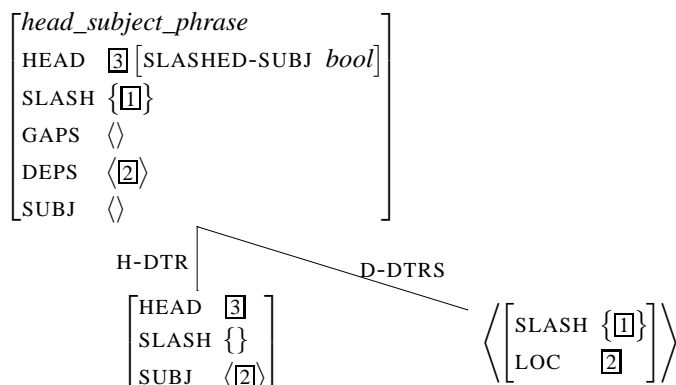 head_subject_phrase
HEAD 3 [SLASHED-SUBJ bool]
SLASH {1}
GAPS ⟨⟩
DEPS ⟨2⟩
SUBJ ⟨⟩
H-DTR D-DTRS
HEAD 3
SLASH {}
SUBJ ⟨2⟩
SLASH {1}
LOC 2